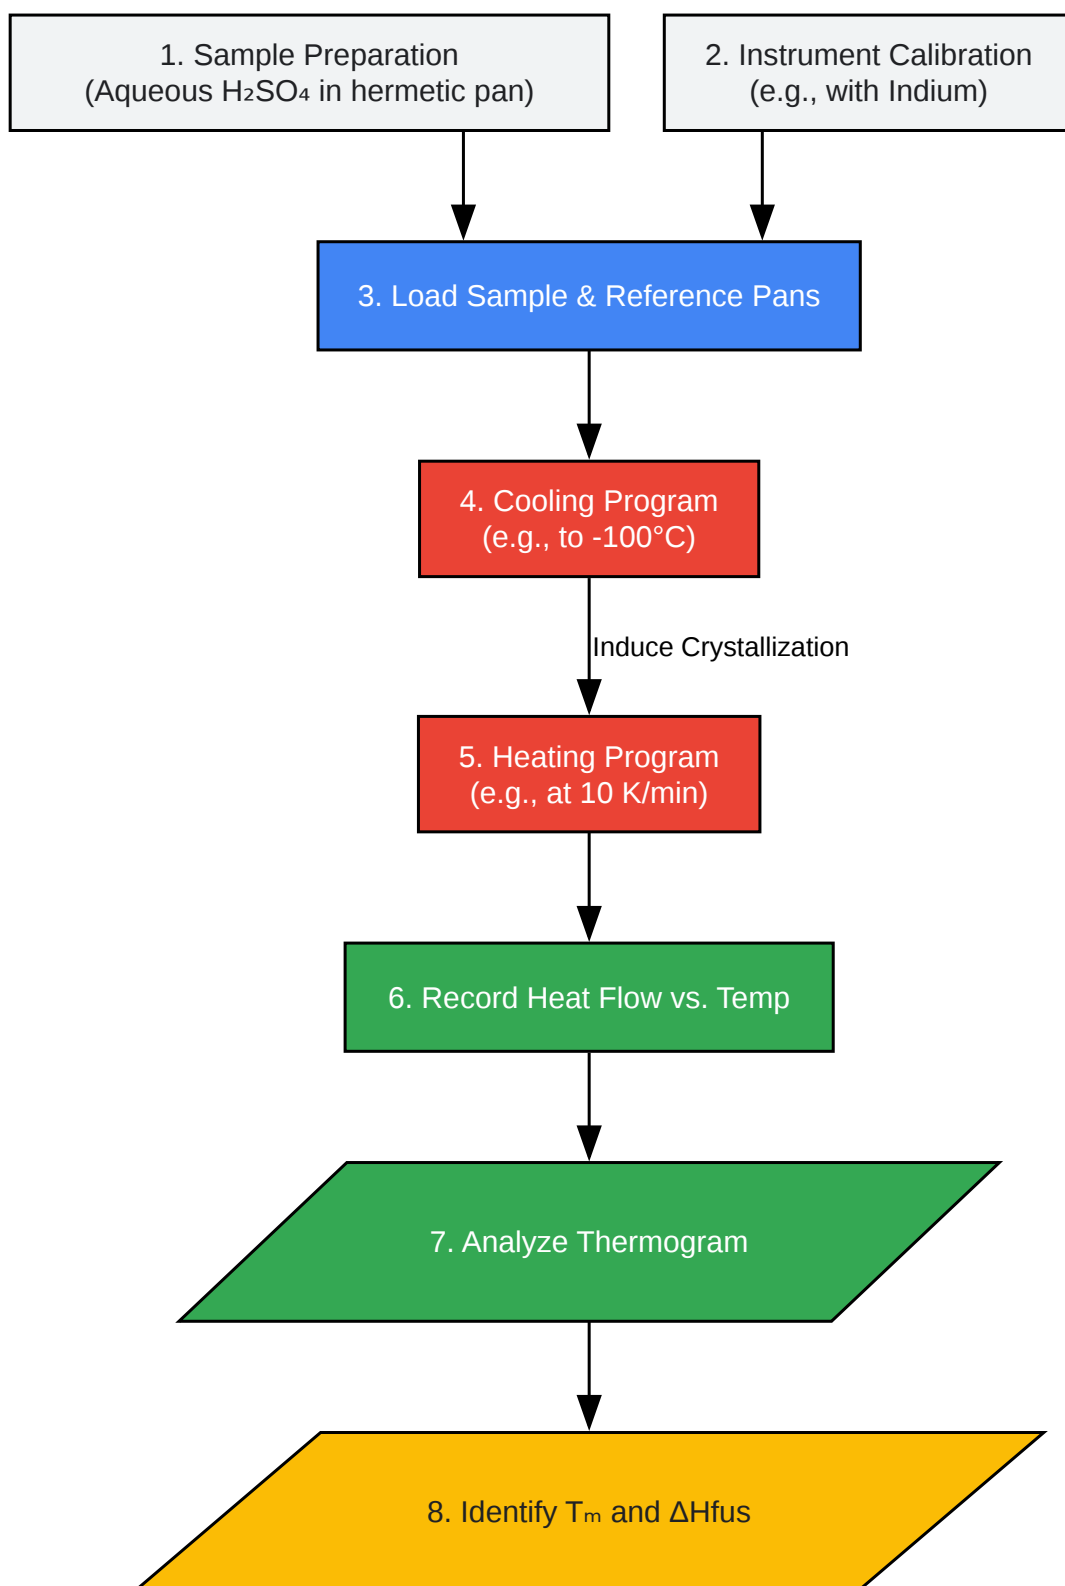 1. Sample Preparation
(Aqueous H₂SO₄ in hermetic pan)
2. Instrument Calibration
(e.g., with Indium)
3. Load Sample & Reference Pans
4. Cooling Program
(e.g., to -100°C)
Induce Crystallization
5. Heating Program
(e.g., at 10 K/min)
6. Record Heat Flow vs. Temp
7. Analyze Thermogram
8. Identify Tₘ and ΔHfus